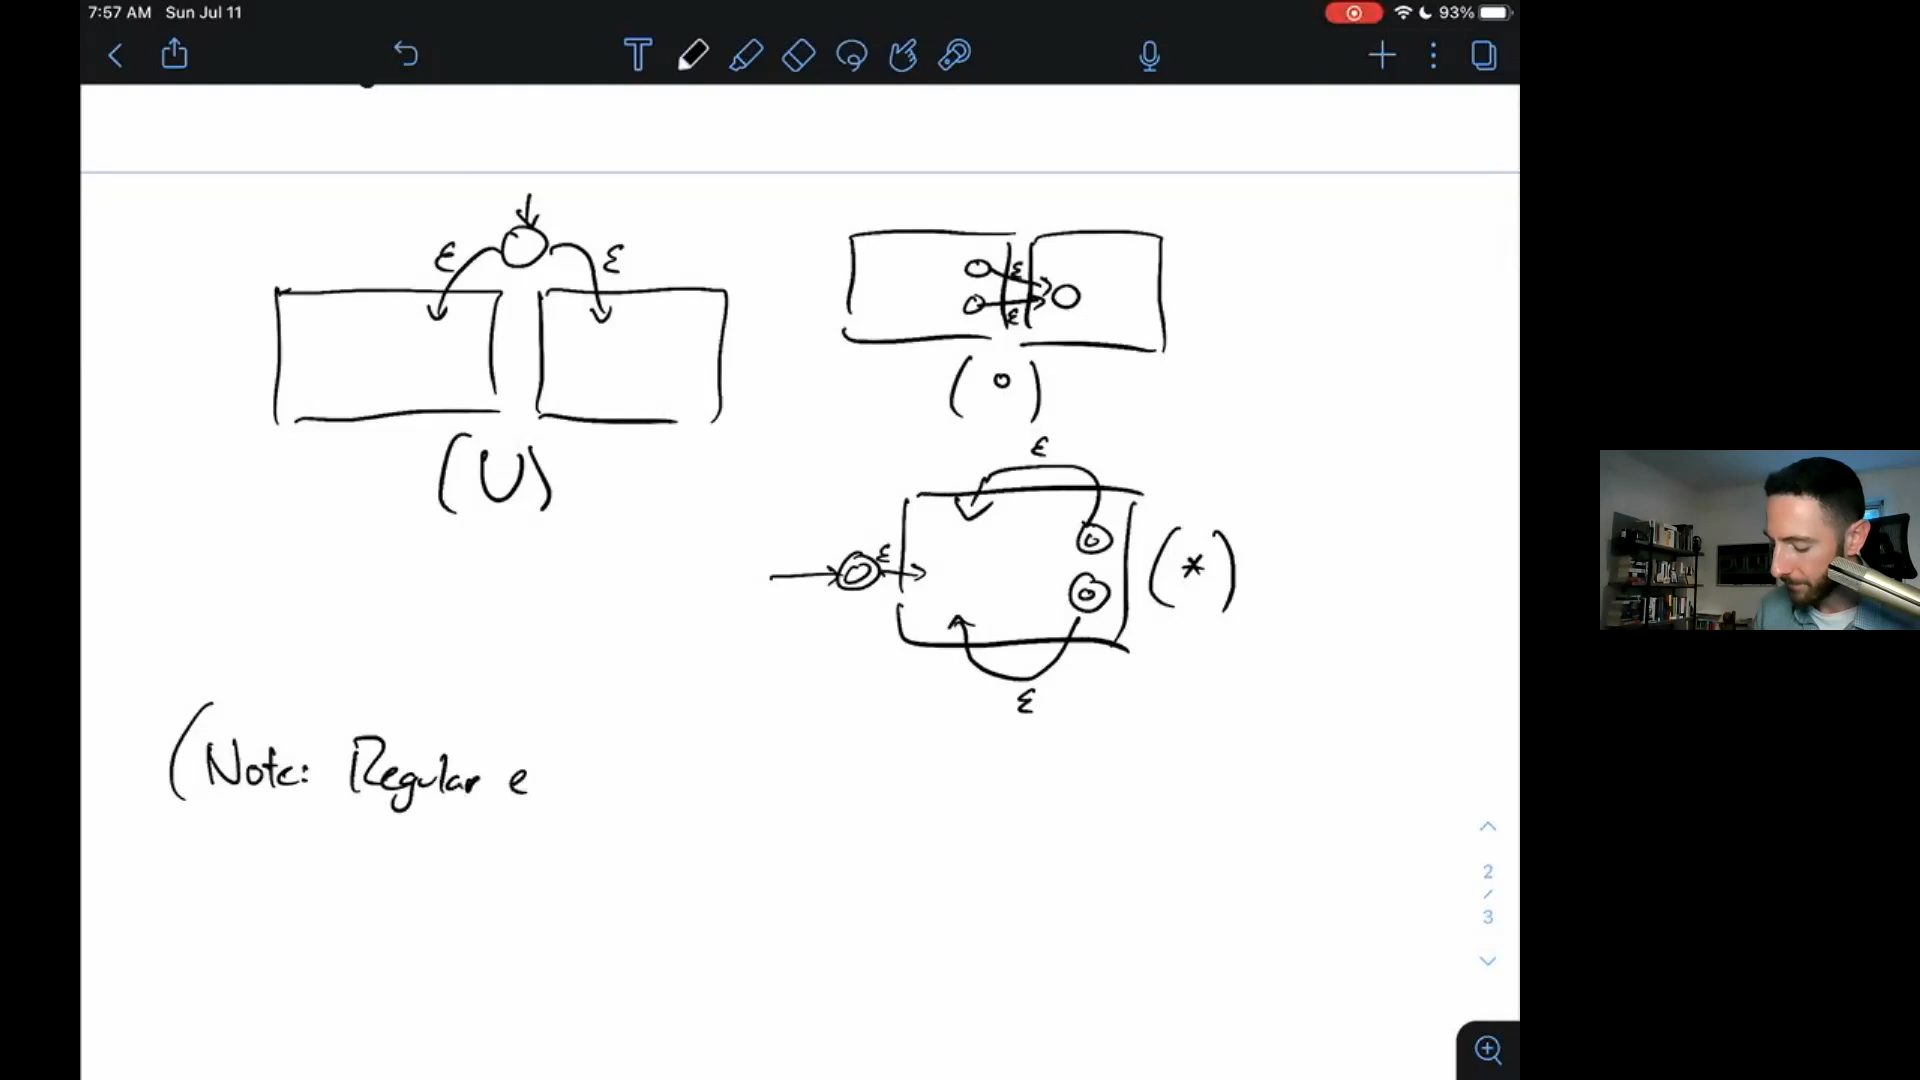 7:57 AM Sun Jul 11
93%
T
ε ε
ε
ε
(∘)
(∪)
ε
ε
(*)
ε
(Note: Regular e
2
/
3